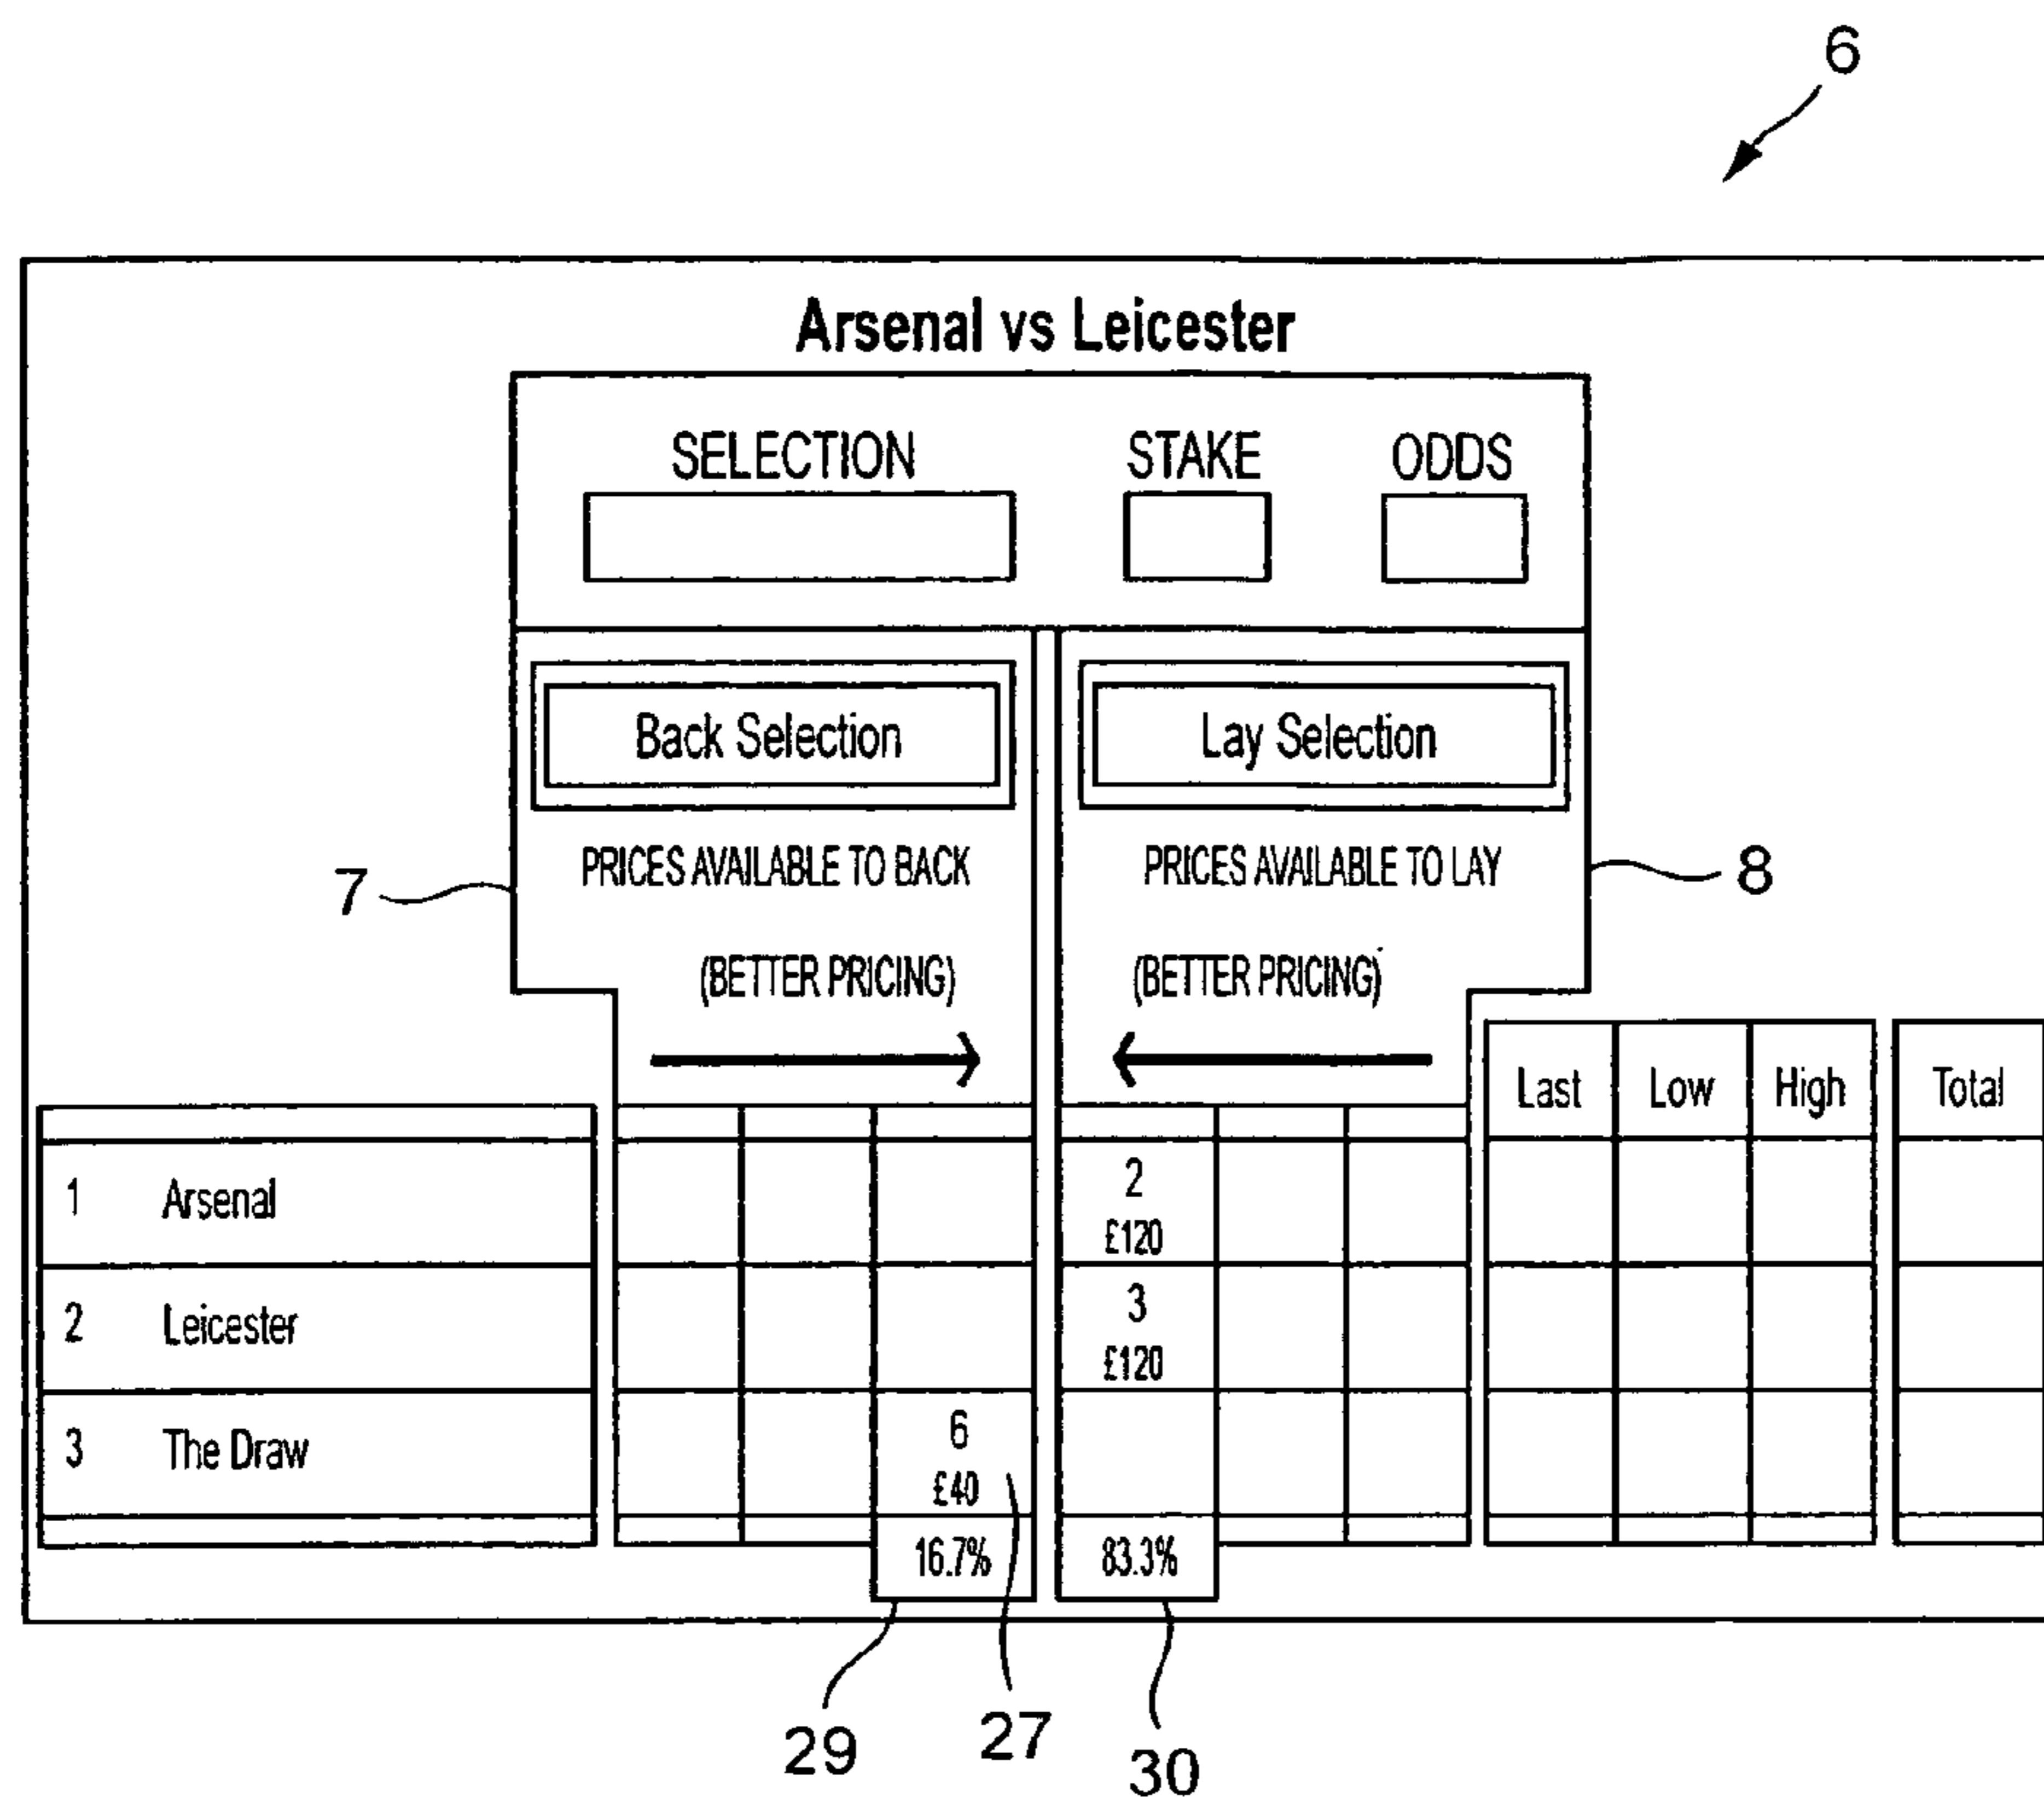 6
Arsenal vs Leicester
SELECTION STAKE ODDS
Back Selection Lay Selection
7 PRICES AVAILABLE TO BACK PRICES AVAILABLE TO LAY 8
(BETTER PRICING) (BETTER PRICING)
Last Low High Total
1 Arsenal 2
£120
2 Leicester 3
£120
3 The Draw 6
£40
16.7% 83.3%
29 27 30